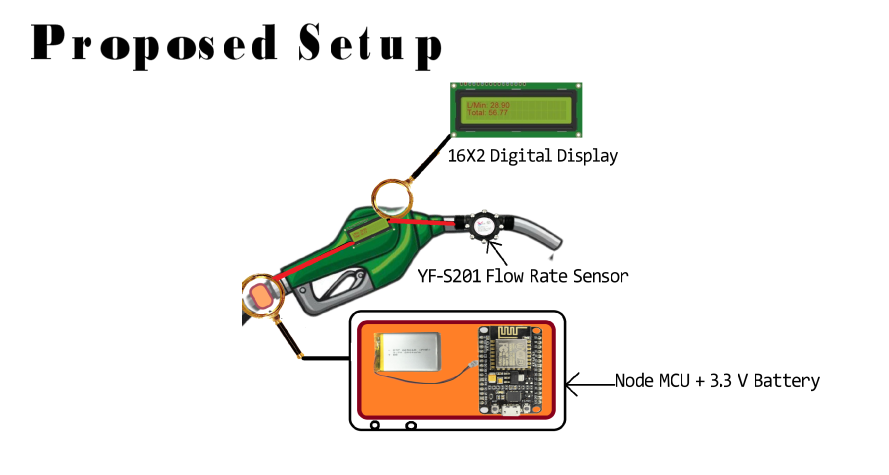 Proposed Setup
L/Min: 28.90
Total: 56.77
16X2 Digital Display
YF-S201 Flow Rate Sensor
Node MCU + 3.3 V Battery